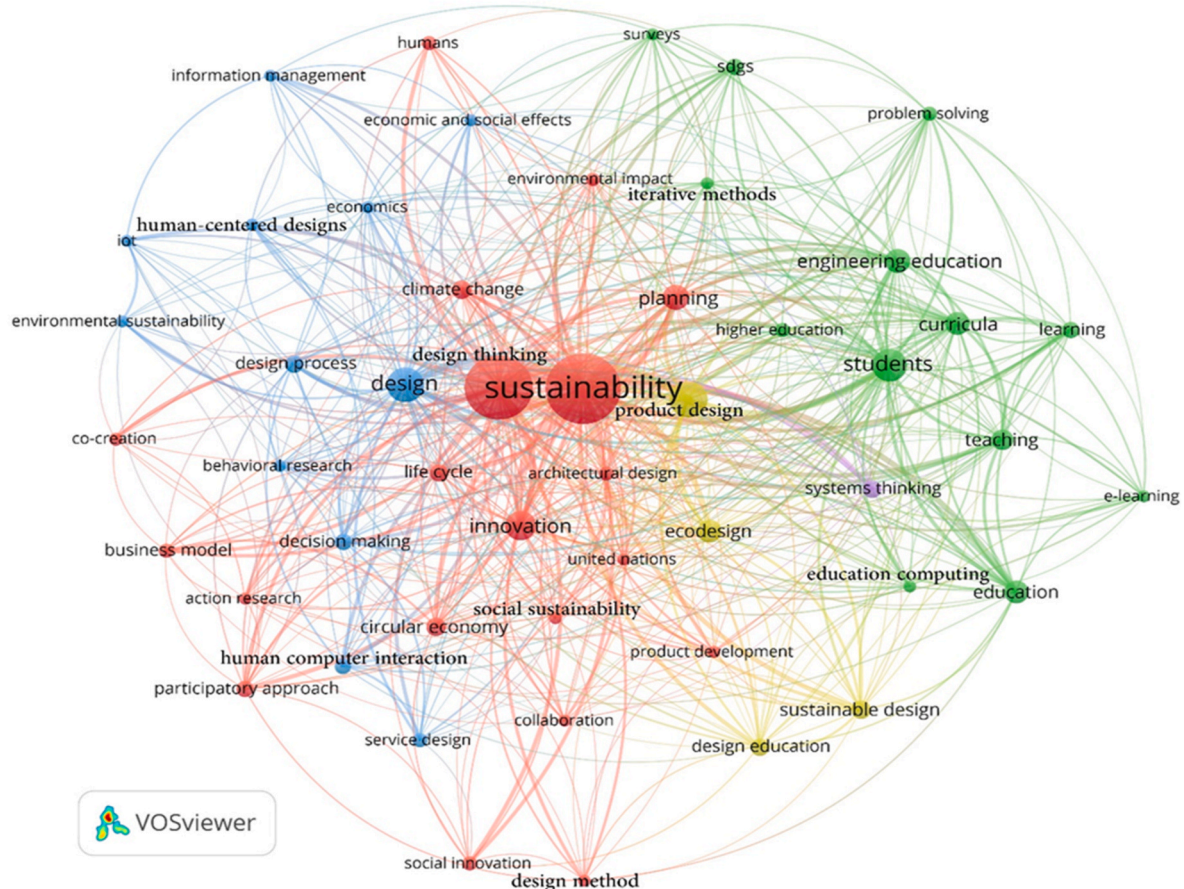 surveys
humans
sdgs
information management
problem solving
economic and social effects
environmental impact
iterative methods
economics
human-centered designs
iot
engineering education
climate change
planning
environmental sustainability
higher education
curricula
learning
design thinking
design process
students
design
sustainability
product design
co-creation
teaching
behavioral research
life cycle
architectural design
systems thinking
e-learning
innovation
ecodesign
decision making
business model
united nations
education computing
education
action research
social sustainability
circular economy
product development
human computer interaction
participatory approach
sustainable design
collaboration
service design
design education
VOSviewer
social innovation
design method